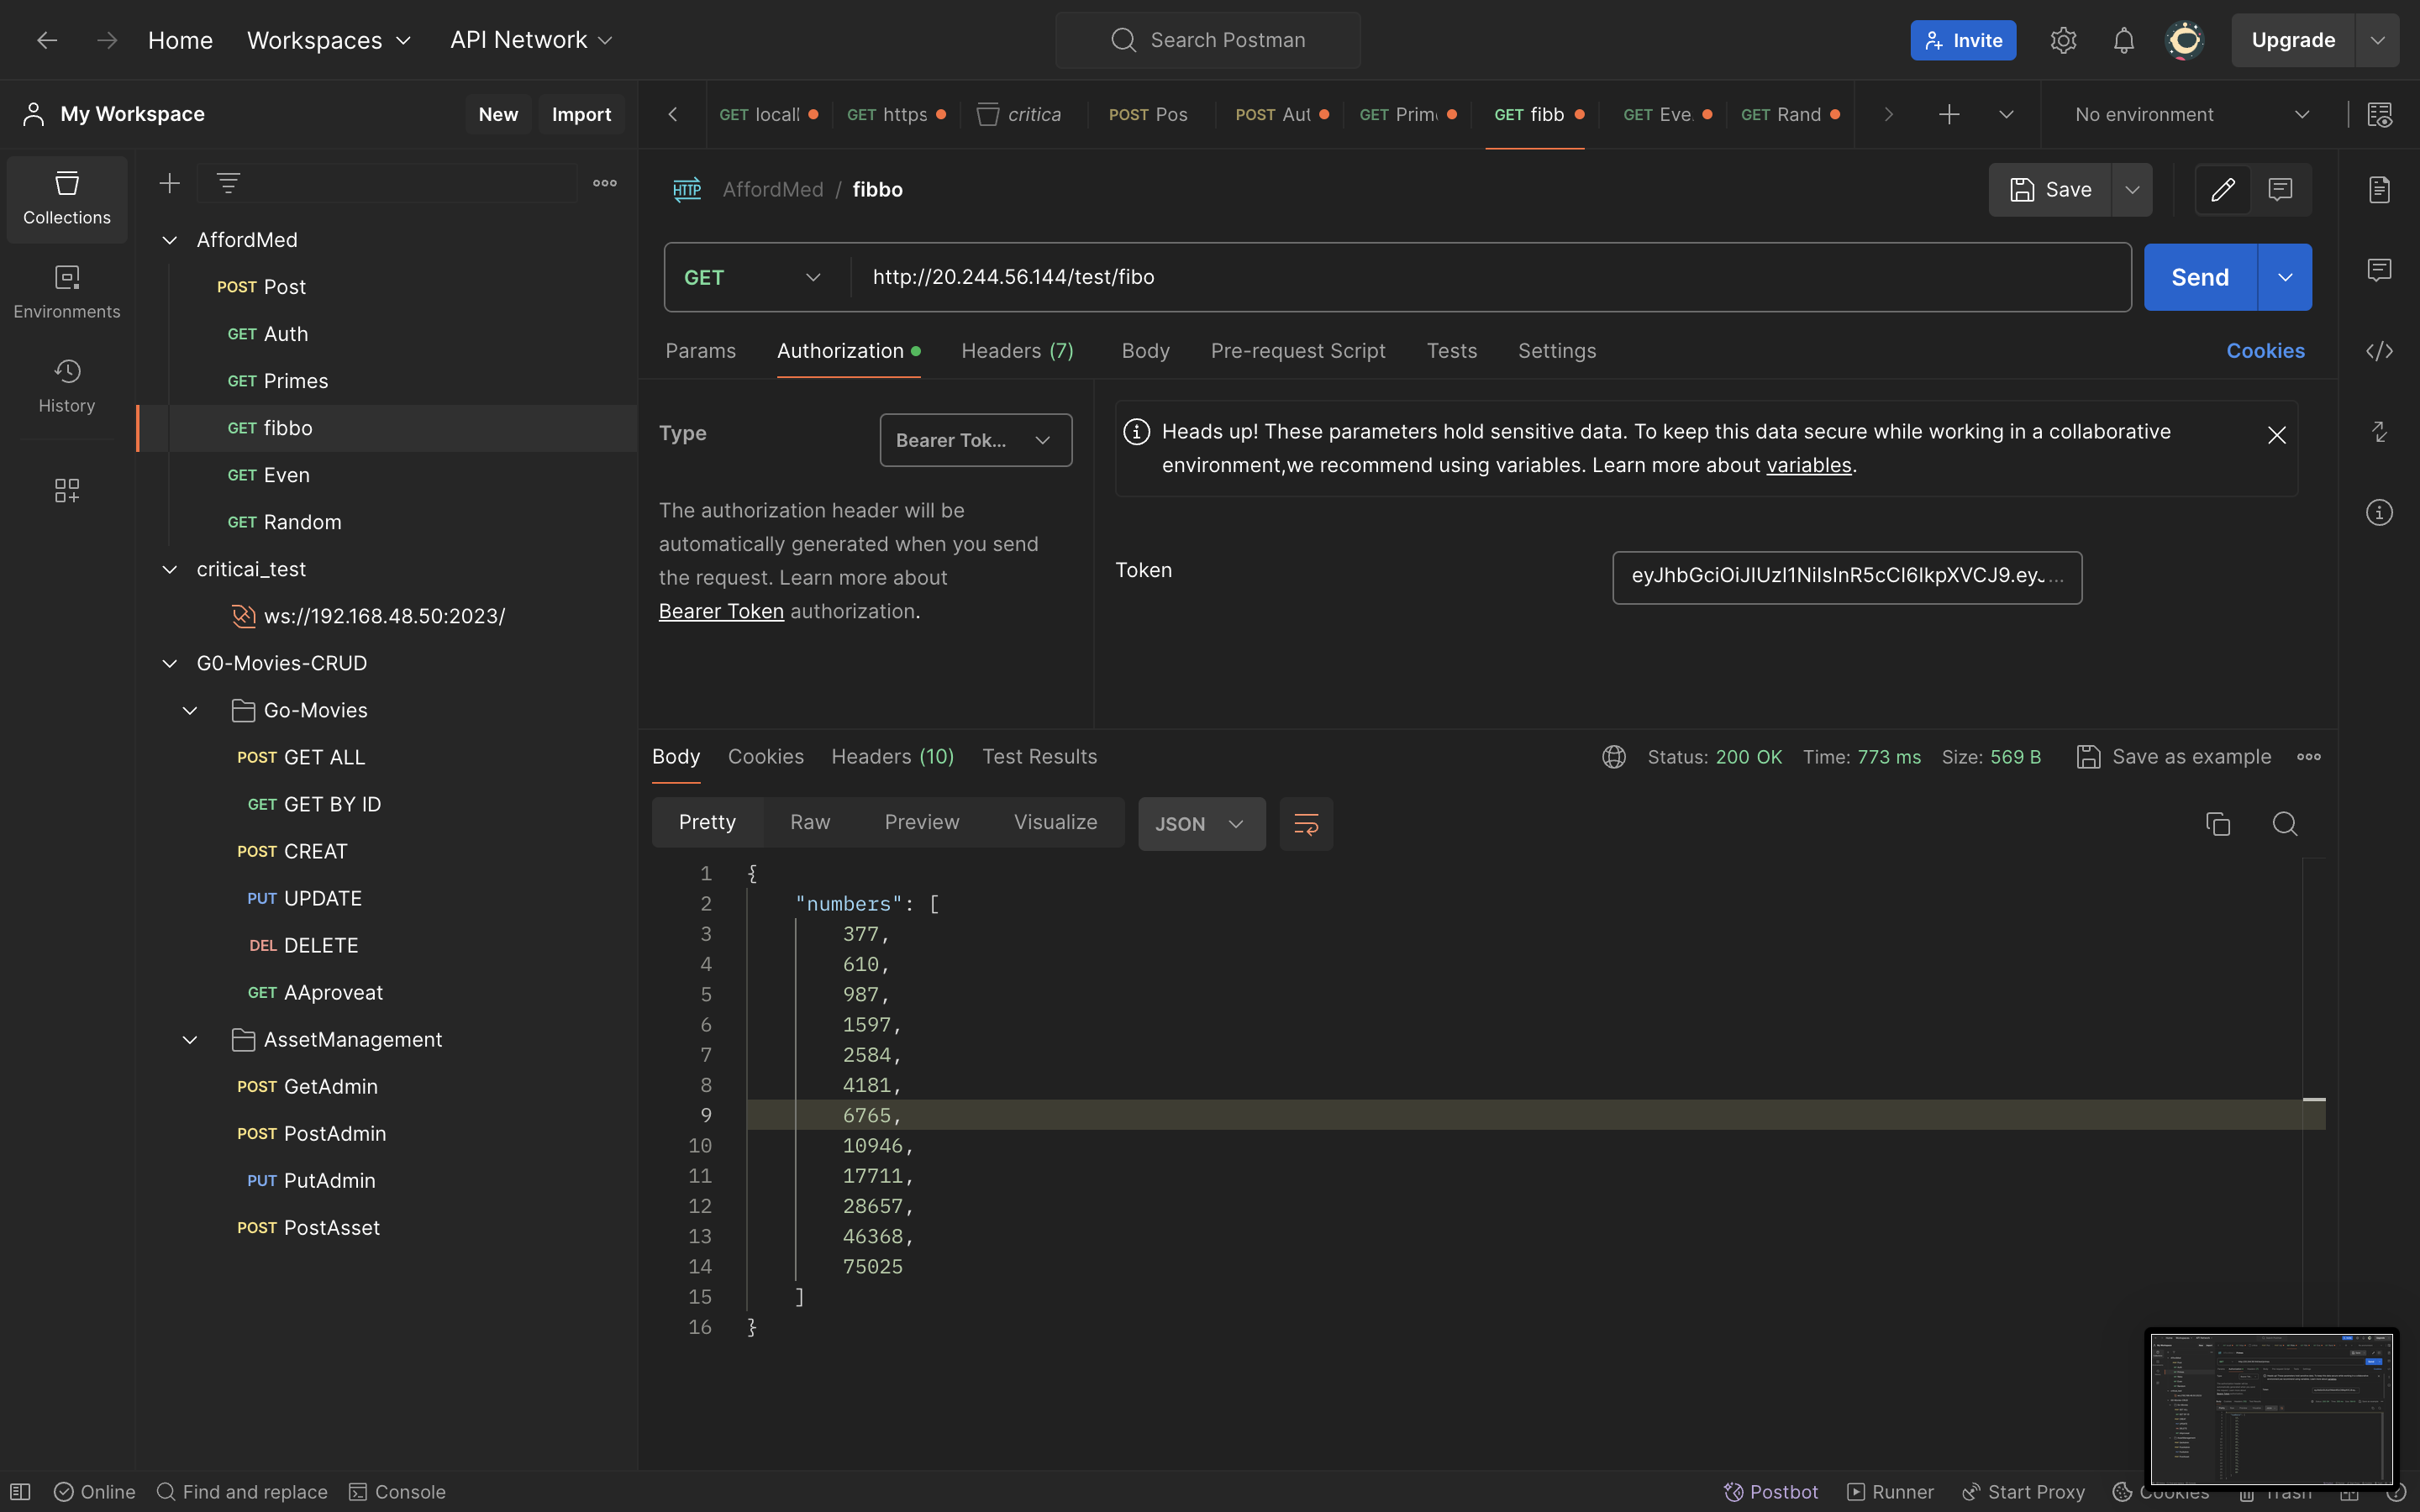 Home Workspaces API Network Search Postman Invite Upgrade
My Workspace New Import
GET locall GET https critica POST Pos POST Aut GET Prim GET fibb GET Eve GET Rand No environment
Collections
Environments
History
AffordMed
POST Post
GET Auth
GET Primes
GET fibbo
GET Even
GET Random
criticai_test
ws://192.168.48.50:2023/
G0-Movies-CRUD
Go-Movies
POST GET ALL
GET GET BY ID
POST CREAT
PUT UPDATE
DEL DELETE
GET AAproveat
AssetManagement
POST GetAdmin
POST PostAdmin
PUT PutAdmin
POST PostAsset
HTTP AffordMed / fibbo Save
GET http://20.244.56.144/test/fibo Send
Params Authorization Headers (7) Body Pre-request Script Tests Settings Cookies
Type Bearer Tok...
The authorization header will be
automatically generated when you send
the request. Learn more about
Bearer Token authorization.
Heads up! These parameters hold sensitive data. To keep this data secure while working in a collaborative
environment,we recommend using variables. Learn more about variables.
Token eyJhbGciOiJIUzI1NiIsInR5cCI6IkpXVCJ9.eyJ...
Body Cookies Headers (10) Test Results Status: 200 OK Time: 773 ms Size: 569 B Save as example
Pretty Raw Preview Visualize JSON
1 {
2 "numbers": [
3 377,
4 610,
5 987,
6 1597,
7 2584,
8 4181,
9 6765,
10 10946,
11 17711,
12 28657,
13 46368,
14 75025
15 ]
16 }
Online Find and replace Console Postbot Runner Start Proxy Cookies Trash